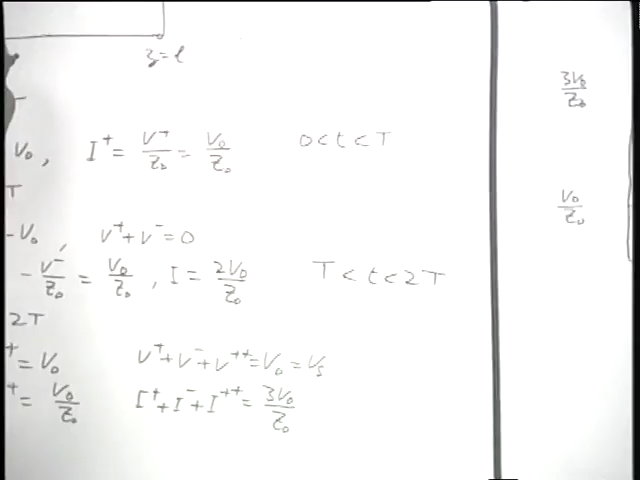 z=l
V₀, I⁺ = V⁺/Z₀ = V₀/Z₀ 0<t<T
T
-V₀, V⁺+V⁻=0
-V⁻/Z₀ = V₀/Z₀, I = 2V₀/Z₀ T<t<2T
2T
⁺=V₀ V⁺+V⁻+V⁺⁺=V₀=Vₛ
⁺= V₀/Z₀ I⁺+I⁻+I⁺⁺= 3V₀/Z₀
3V₀/Z₀
V₀/Z₀